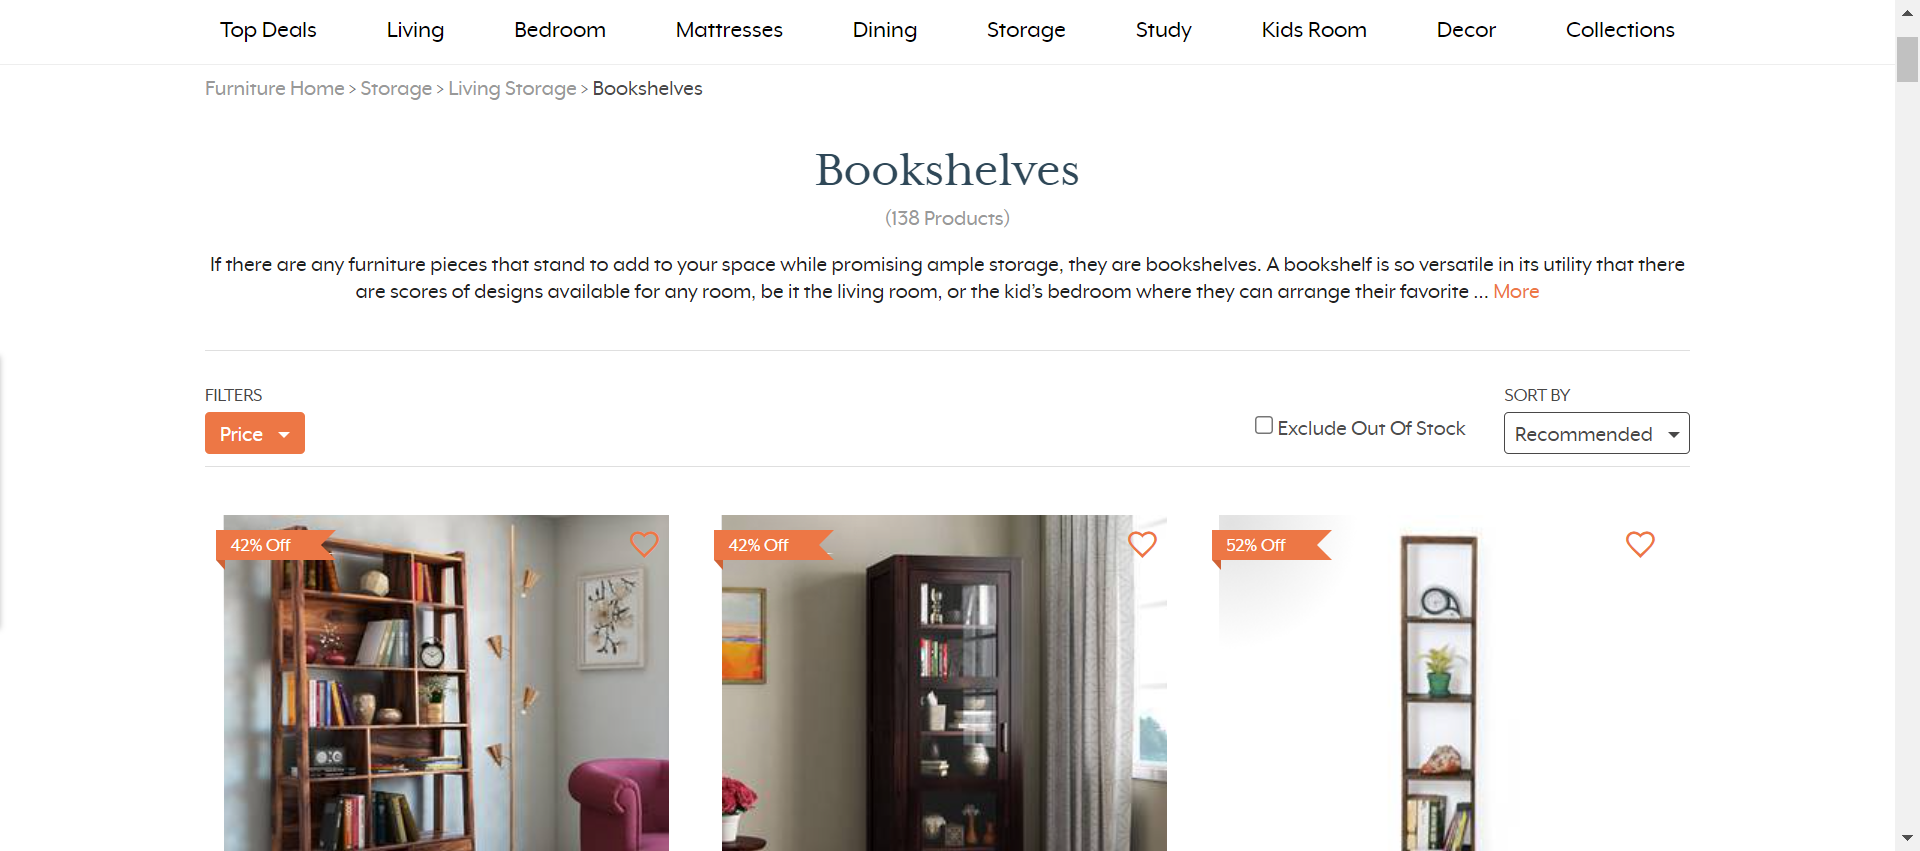 Top Deals Living Bedroom Mattresses Dining Storage Study Kids Room Decor Collections
Furniture Home > Storage > Living Storage > Bookshelves
Bookshelves
(138 Products)
If there are any furniture pieces that stand to add to your space while promising ample storage, they are bookshelves. A bookshelf is so versatile in its utility that there
are scores of designs available for any room, be it the living room, or the kid’s bedroom where they can arrange their favorite ... More
FILTERS
SORT BY
Price
Exclude Out Of Stock
Recommended
42% Off
42% Off
52% Off